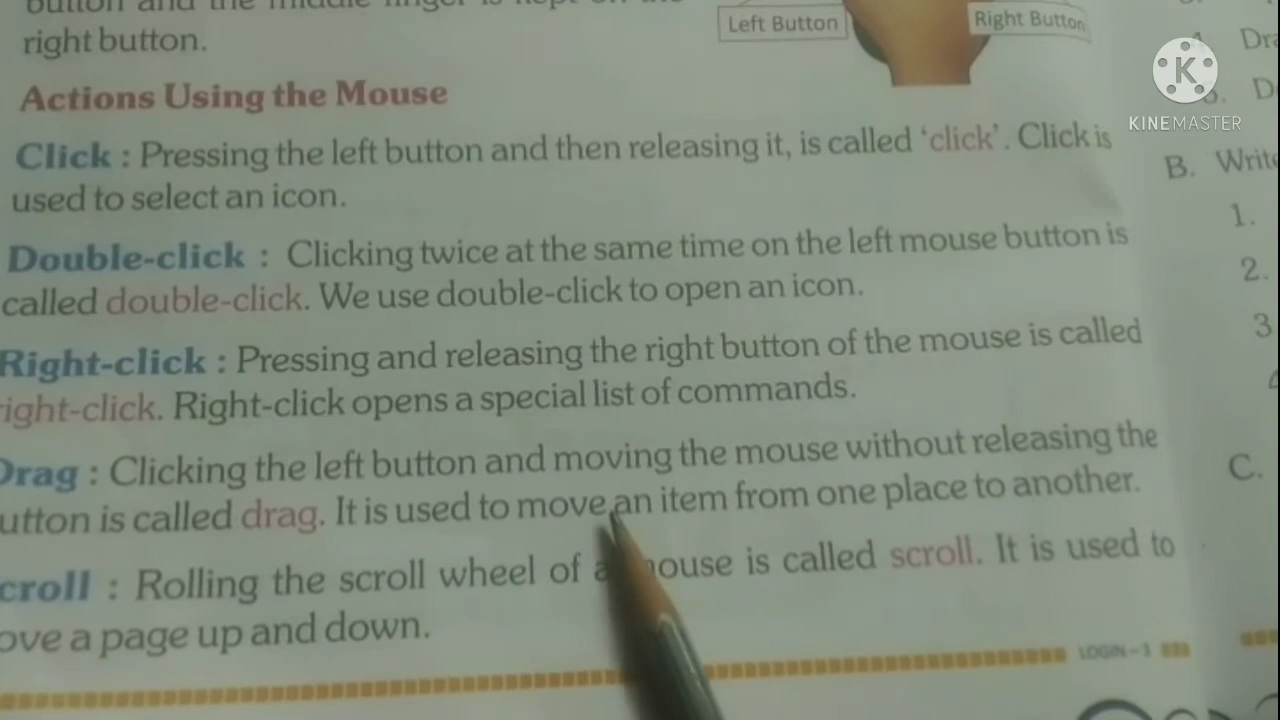 right button.
Left Button
Right Button
Actions Using the Mouse
Click : Pressing the left button and then releasing it, is called 'click'. Click is
used to select an icon.
Double-click : Clicking twice at the same time on the left mouse button is
called double-click. We use double-click to open an icon.
Right-click : Pressing and releasing the right button of the mouse is called
right-click. Right-click opens a special list of commands.
Drag : Clicking the left button and moving the mouse without releasing the
utton is called drag. It is used to move an item from one place to another.
croll : Rolling the scroll wheel of a mouse is called scroll. It is used to
ove a page up and down.
LOGIN-3
KINEMASTER
B. Write
1.
2.
3
C.